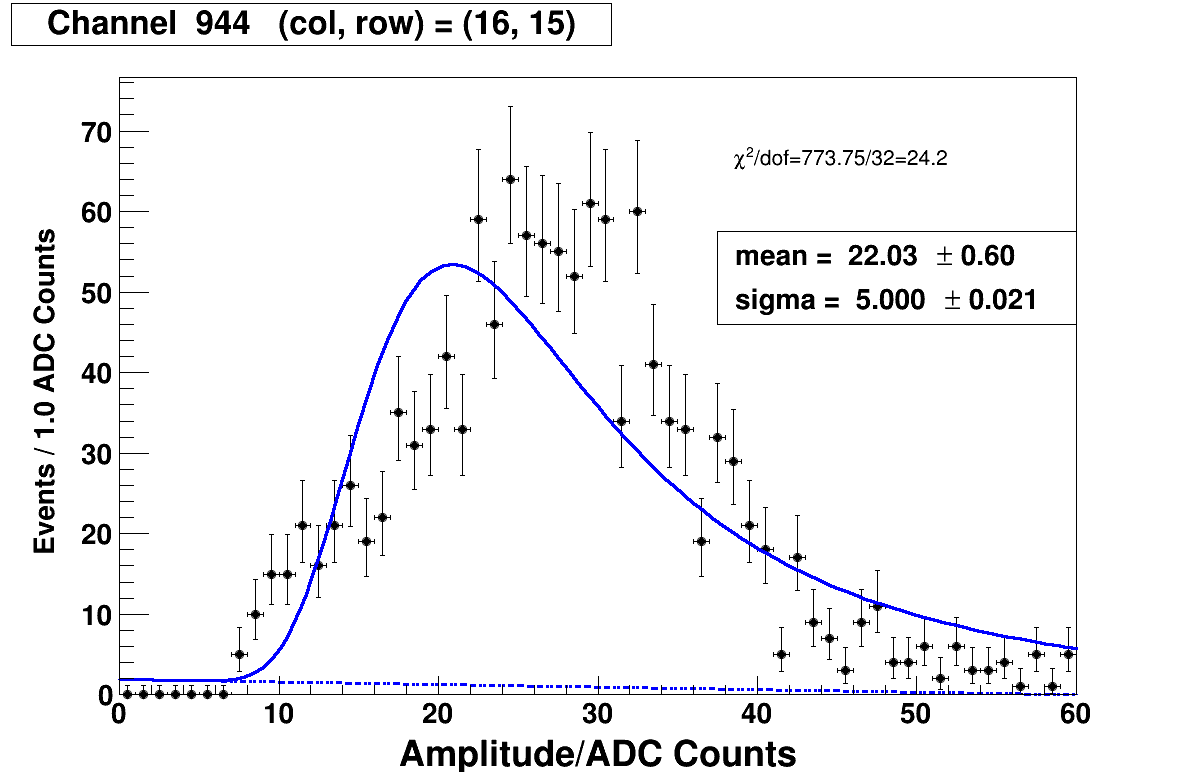 Channel  944   (col, row) = (16, 15)
70
60
50
40
30
20
10
0
Events / 1.0 ADC Counts
χ²/dof=773.75/32=24.2
mean =  22.03  ± 0.60
sigma =  5.000  ± 0.021
0 10 20 30 40 50 60
Amplitude/ADC Counts